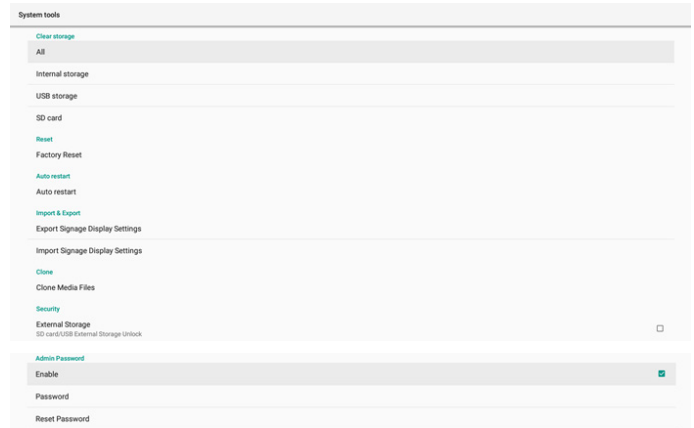 System tools
Clear storage
All
Internal storage
USB storage
SD card
Reset
Factory Reset
Auto restart
Auto restart
Import & Export
Export Signage Display Settings
Import Signage Display Settings
Clone
Clone Media Files
Security
External Storage
SD card/USB External Storage Unlock
Admin Password
Enable
Password
Reset Password